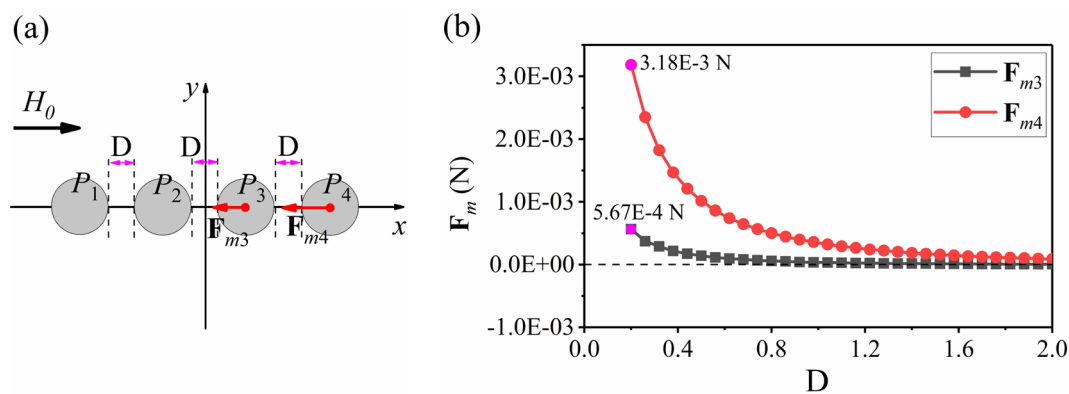 (a)
H0
y
D D D
P1 P2 P3 P4
Fm3 Fm4
x
(b)
Fm (N)
3.0E-03
2.0E-03
1.0E-03
0.0E+00
-1.0E-03
3.18E-3 N
5.67E-4 N
Fm3
Fm4
0.0 0.4 0.8 1.2 1.6 2.0
D